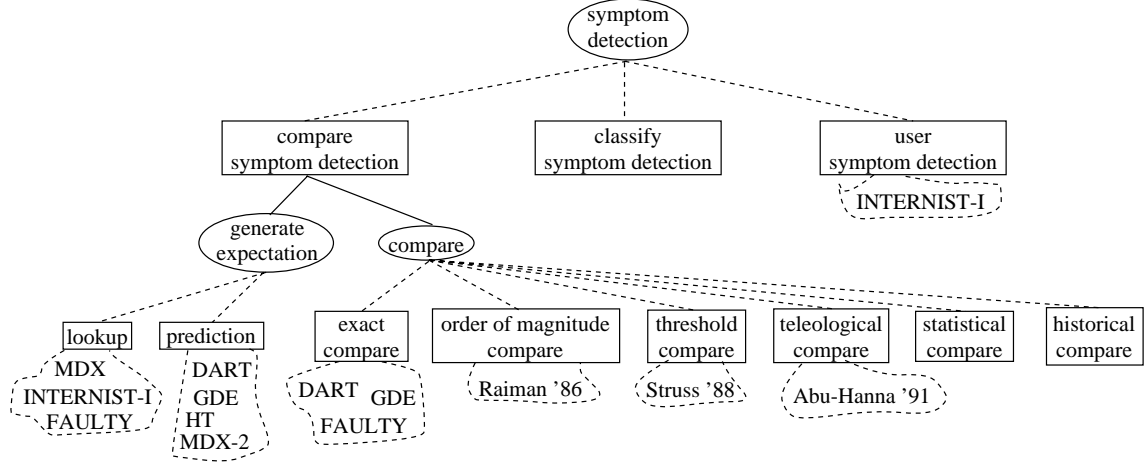 symptom
detection
compare
symptom detection
classify
symptom detection
user
symptom detection
INTERNIST-I
generate
expectation
compare
lookup
prediction
exact
compare
order of magnitude
compare
threshold
compare
teleological
compare
statistical
compare
historical
compare
MDX
INTERNIST-I
FAULTY
DART
GDE
HT
MDX-2
DART
GDE
FAULTY
Raiman '86
Struss '88
Abu-Hanna '91